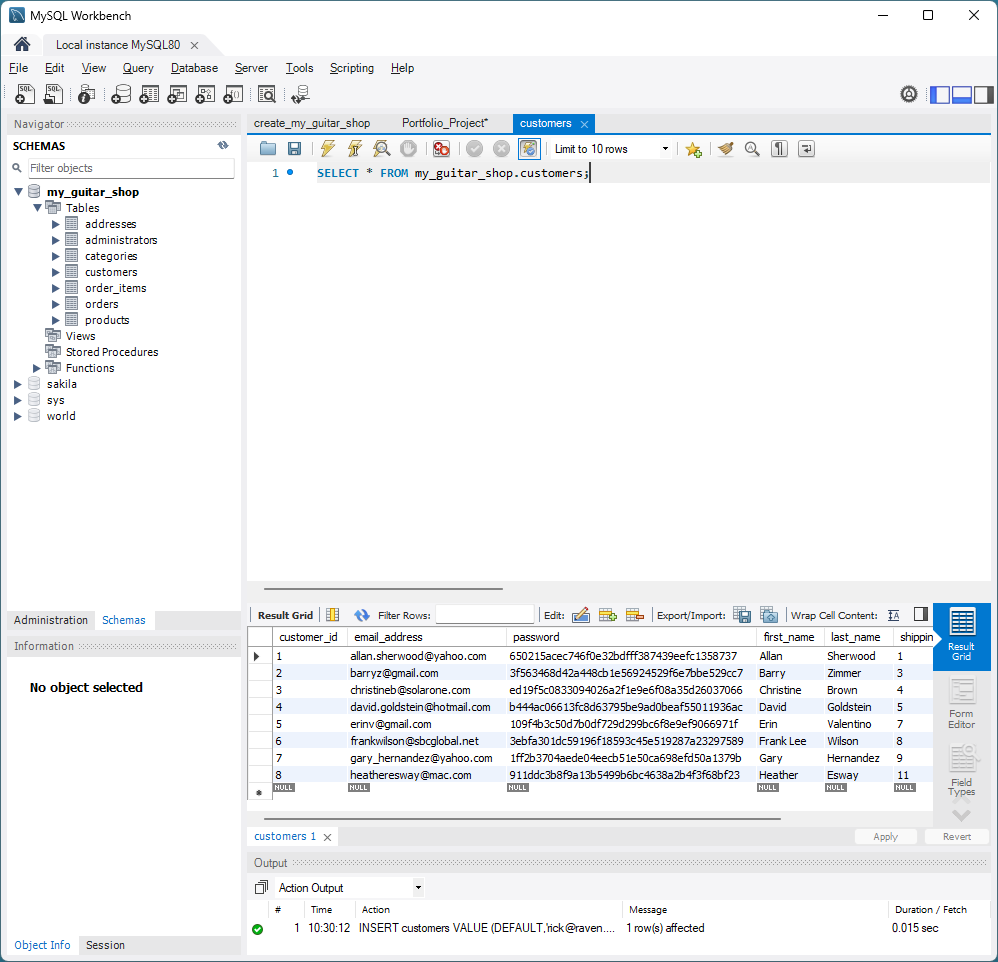 MySQL Workbench
Local instance MySQL80
File Edit View Query Database Server Tools Scripting Help
Navigator
SCHEMAS
Filter objects
my_guitar_shop
Tables
addresses
administrators
categories
customers
order_items
orders
products
Views
Stored Procedures
Functions
sakila
sys
world
Administration Schemas
Information
No object selected
Object Info Session
create_my_guitar_shop Portfolio_Project* customers
Limit to 10 rows
1 SELECT * FROM my_guitar_shop.customers;
Result Grid Filter Rows: Edit: Export/Import: Wrap Cell Content:
customer_id email_address password first_name last_name shippin
1 allan.sherwood@yahoo.com 650215acec746f0e32bdfff387439eefc1358737 Allan Sherwood 1
2 barryz@gmail.com 3f563468d42a448cb1e56924529f6e7bbe529cc7 Barry Zimmer 3
3 christineb@solarone.com ed19f5c0833094026a2f1e9e6f08a35d26037066 Christine Brown 4
4 david.goldstein@hotmail.com b444ac06613fc8d63795be9ad0beaf55011936ac David Goldstein 5
5 erinv@gmail.com 109f4b3c50d7b0df729d299bc6f8e9ef9066971f Erin Valentino 7
6 frankwilson@sbcglobal.net 3ebfa301dc59196f18593c45e519287a23297589 Frank Lee Wilson 8
7 gary_hernandez@yahoo.com 1ff2b3704aede04eecb51e50ca698efd50a1379b Gary Hernandez 9
8 heatheresway@mac.com 911ddc3b8f9a13b5499b6bc4638a2b4f3f68bf23 Heather Esway 11
NULL NULL NULL NULL NULL NULL
Result
Grid
Form
Editor
Field
Types
customers 1
Apply Revert
Output
Action Output
# Time Action Message Duration / Fetch
1 10:30:12 INSERT customers VALUE (DEFAULT,'rick@raven.... 1 row(s) affected 0.015 sec